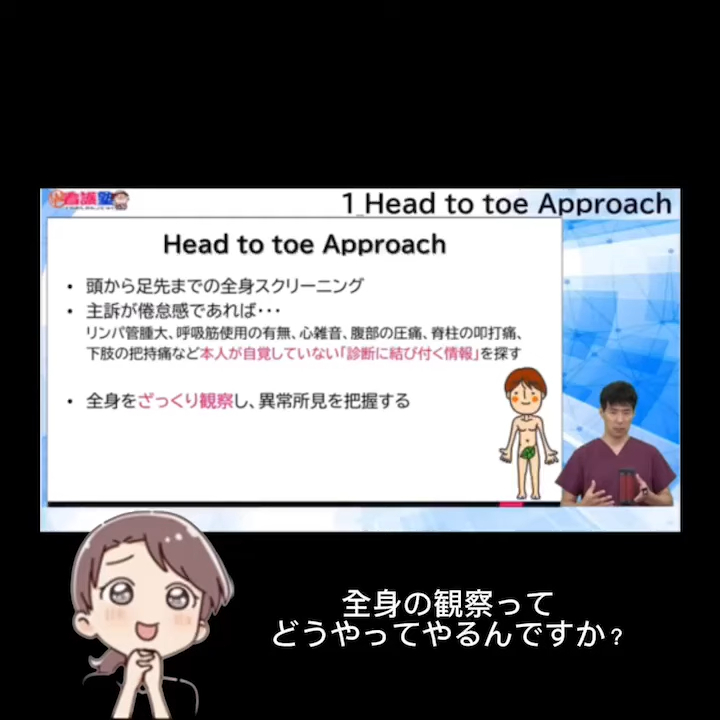 看護塾
1_Head to toe Approach
Head to toe Approach
• 頭から足先までの全身スクリーニング
• 主訴が倦怠感であれば･･･
リンパ管腫大、呼吸筋使用の有無、心雑音、腹部の圧痛、脊柱の叩打痛、
下肢の把持痛など本人が自覚していない「診断に結び付く情報」を探す
• 全身をざっくり観察し、異常所見を把握する
全身の観察って
どうやってやるんですか？